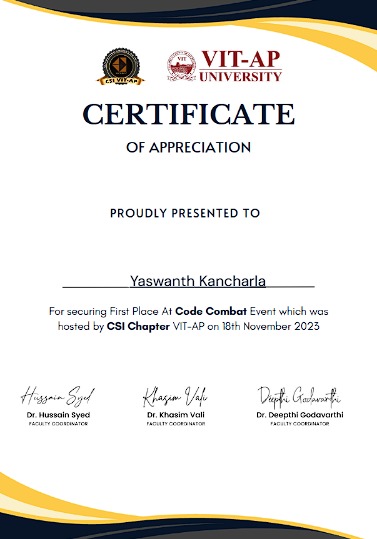 CSI VIT-AP
VIT-AP
UNIVERSITY
CERTIFICATE
OF APPRECIATION
PROUDLY PRESENTED TO
Yaswanth Kancharla
For securing First Place At Code Combat Event which was
hosted by CSI Chapter VIT-AP on 18th November 2023
Hussain Syed Khasim Vali Deepthi Godavarthi
Dr. Hussain Syed Dr. Khasim Vali Dr. Deepthi Godavarthi
FACULTY COORDINATOR FACULTY COORDINATOR FACULTY COORDINATOR